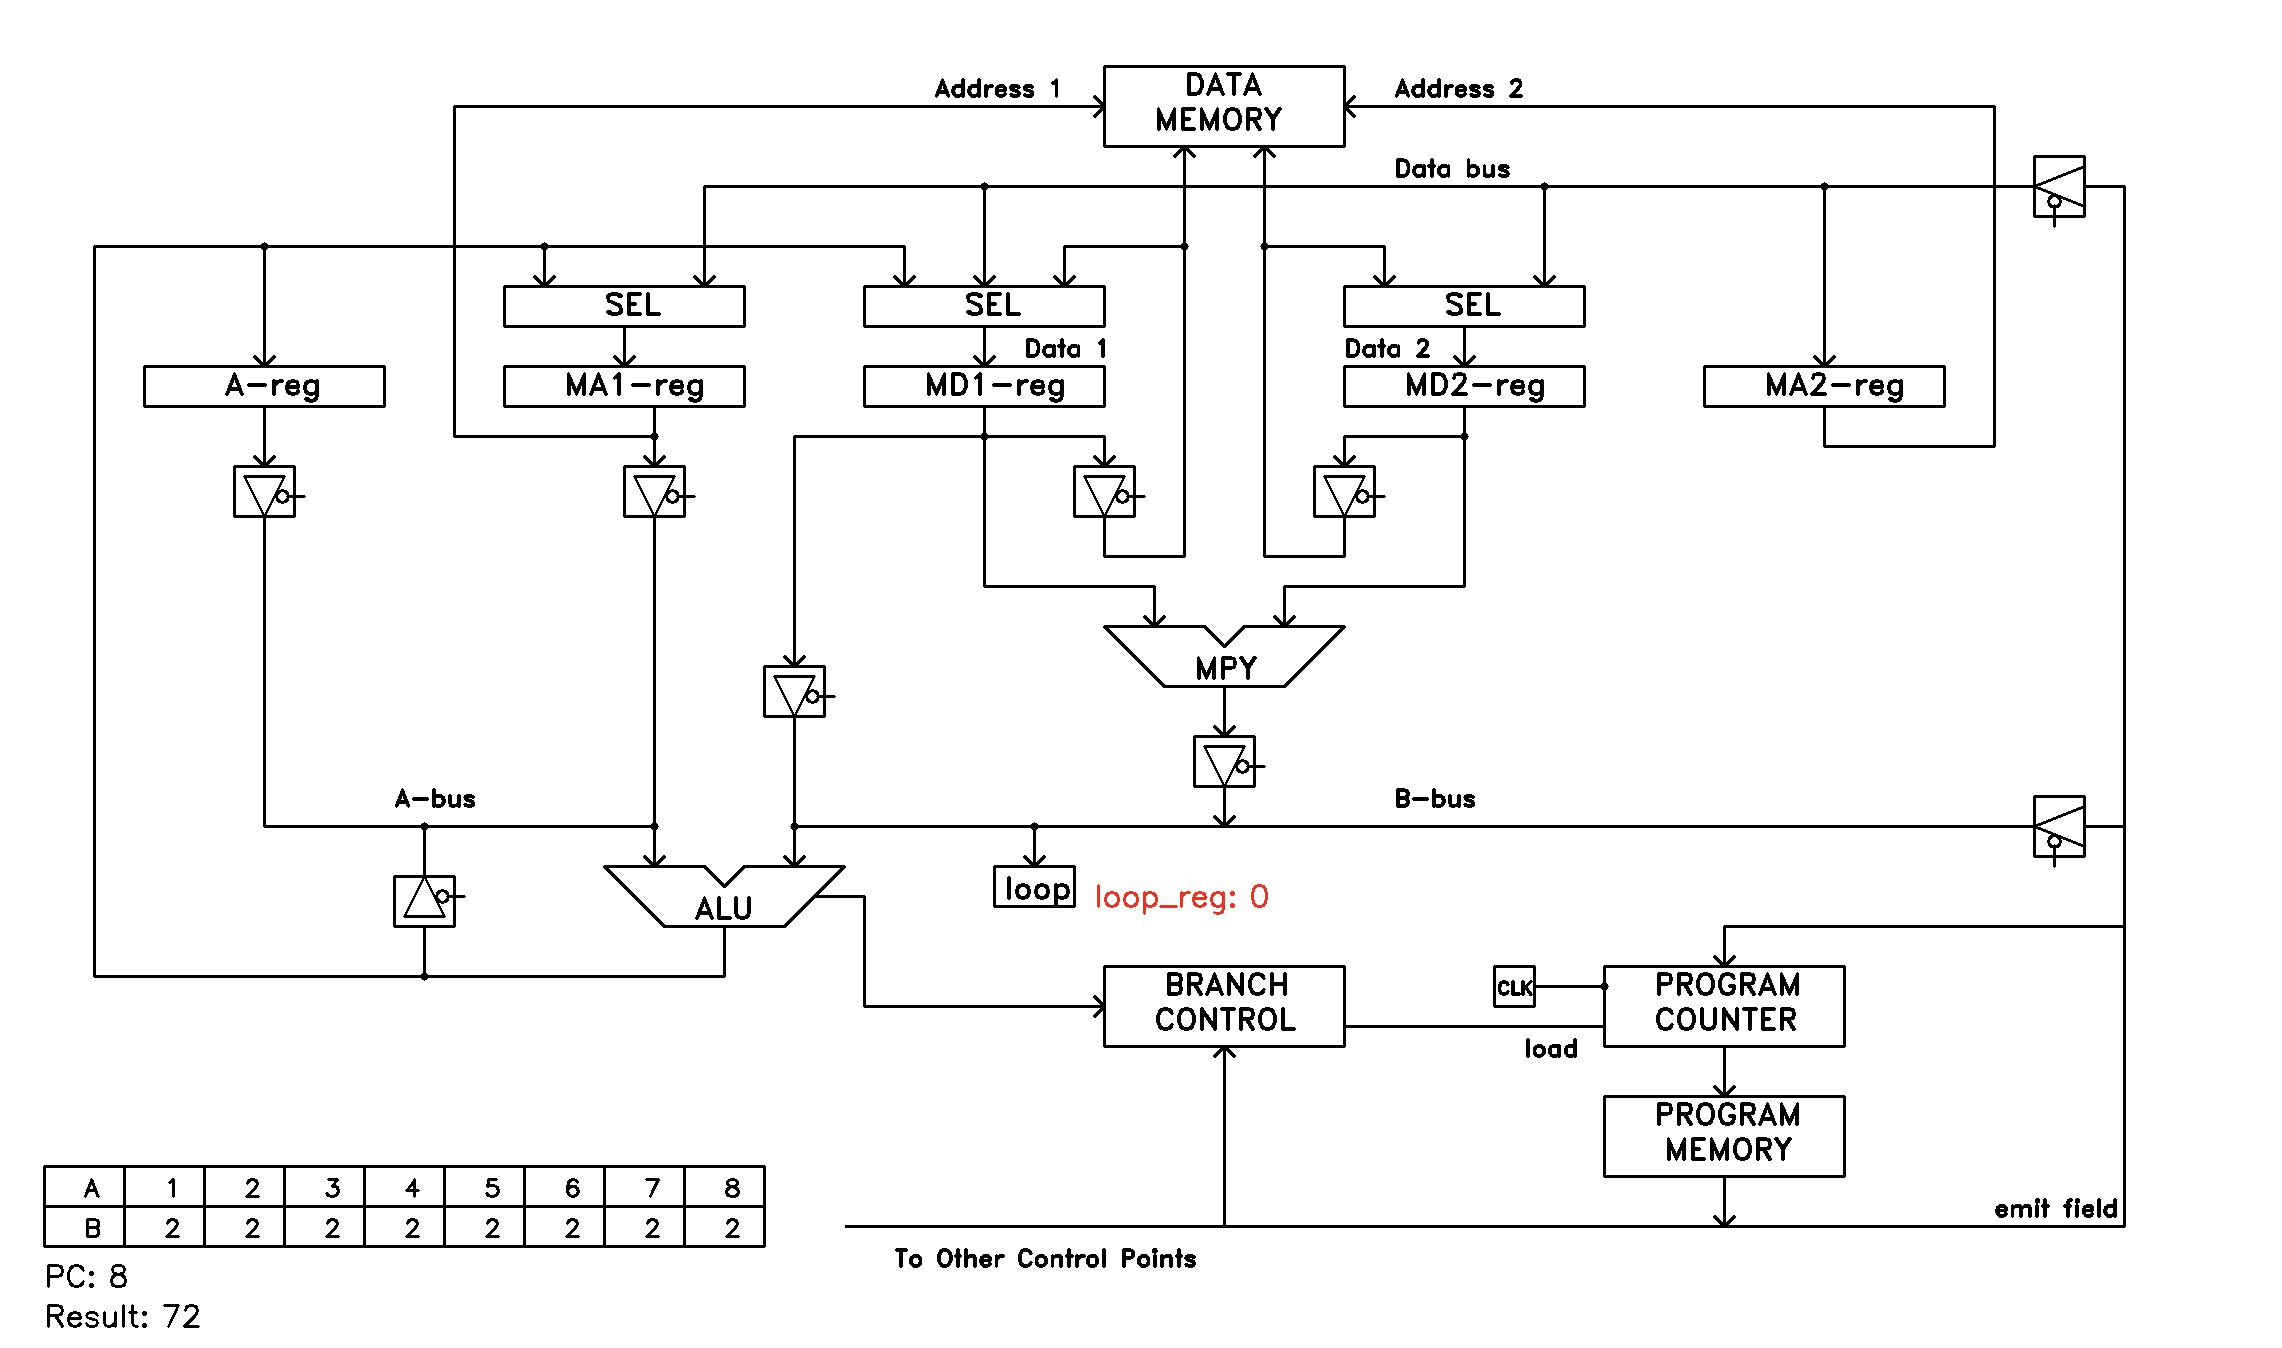 DATA
MEMORY
Address 1
Address 2
Data bus
SEL
SEL
SEL
Data 1
Data 2
A-reg
MA1-reg
MD1-reg
MD2-reg
MA2-reg
MPY
A-bus
B-bus
ALU
loop
loop_reg: 0
BRANCH
CONTROL
CLK
PROGRAM
COUNTER
load
PROGRAM
MEMORY
emit field
To Other Control Points
A 1 2 3 4 5 6 7 8
B 2 2 2 2 2 2 2 2
PC: 8
Result: 72